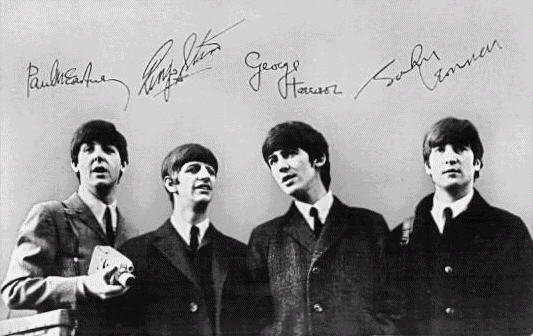 Paul McCartney
Ringo Starr
George
Harrison
John
Lennon